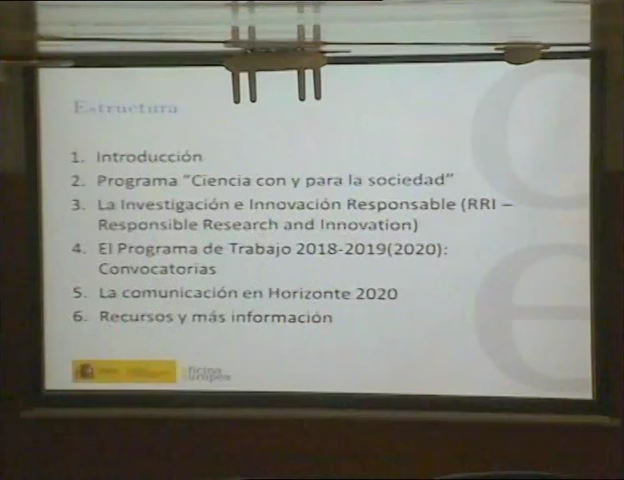 Estructura
1. Introducción
2. Programa “Ciencia con y para la sociedad”
3. La Investigación e Innovación Responsable (RRI –
Responsible Research and Innovation)
4. El Programa de Trabajo 2018-2019(2020):
Convocatorias
5. La comunicación en Horizonte 2020
6. Recursos y más información
oficina
europea